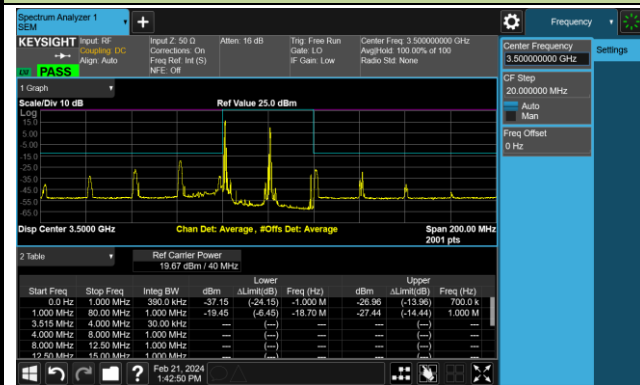 Spectrum Analyzer 1
SEM
+
Frequency
KEYSIGHT
Input: RF
Coupling: DC
Align: Auto
Input Z: 50 Ω
Corrections: On
Freq Ref: Int (S)
NFE: Off
Atten: 16 dB
Trig: Free Run
Gate: LO
IF Gain: Low
Center Freq: 3.500000000 GHz
Avg|Hold: 100.00% of 100
Radio Std: None
PASS
Center Frequency
3.500000000 GHz
Settings
CF Step
20.000000 MHz
Auto
Man
Freq Offset
0 Hz
1 Graph
Scale/Div 10 dB
Ref Value 25.0 dBm
Log
15.0
5.00
-5.00
-15.0
-25.0
-35.0
-45.0
-55.0
-65.0
Disp Center 3.5000 GHz
Chan Det: Average, #Offs Det: Average
Span 200.00 MHz
2001 pts
2 Table
Ref Carrier Power
19.67 dBm / 40 MHz
Lower Upper
Start Freq Stop Freq Integ BW dBm ΔLimit(dB) Freq (Hz) dBm ΔLimit(dB) Freq (Hz)
0.0 Hz 1.000 MHz 390.0 kHz -37.15 (-24.15) -1.000 M -26.96 (-13.96) 700.0 k
1.000 MHz 80.00 MHz 1.000 MHz -19.45 (-6.45) -18.70 M -27.44 (-14.44) 1.000 M
3.515 MHz 4.000 MHz 30.00 kHz --- (---) --- --- (---) ---
4.000 MHz 8.000 MHz 1.000 MHz --- (---) --- --- (---) ---
8.000 MHz 12.50 MHz 1.000 MHz --- (---) --- --- (---) ---
12.50 MHz 15.00 MHz 1.000 MHz --- (---) --- --- (---) ---
?
Feb 21, 2024
1:42:50 PM